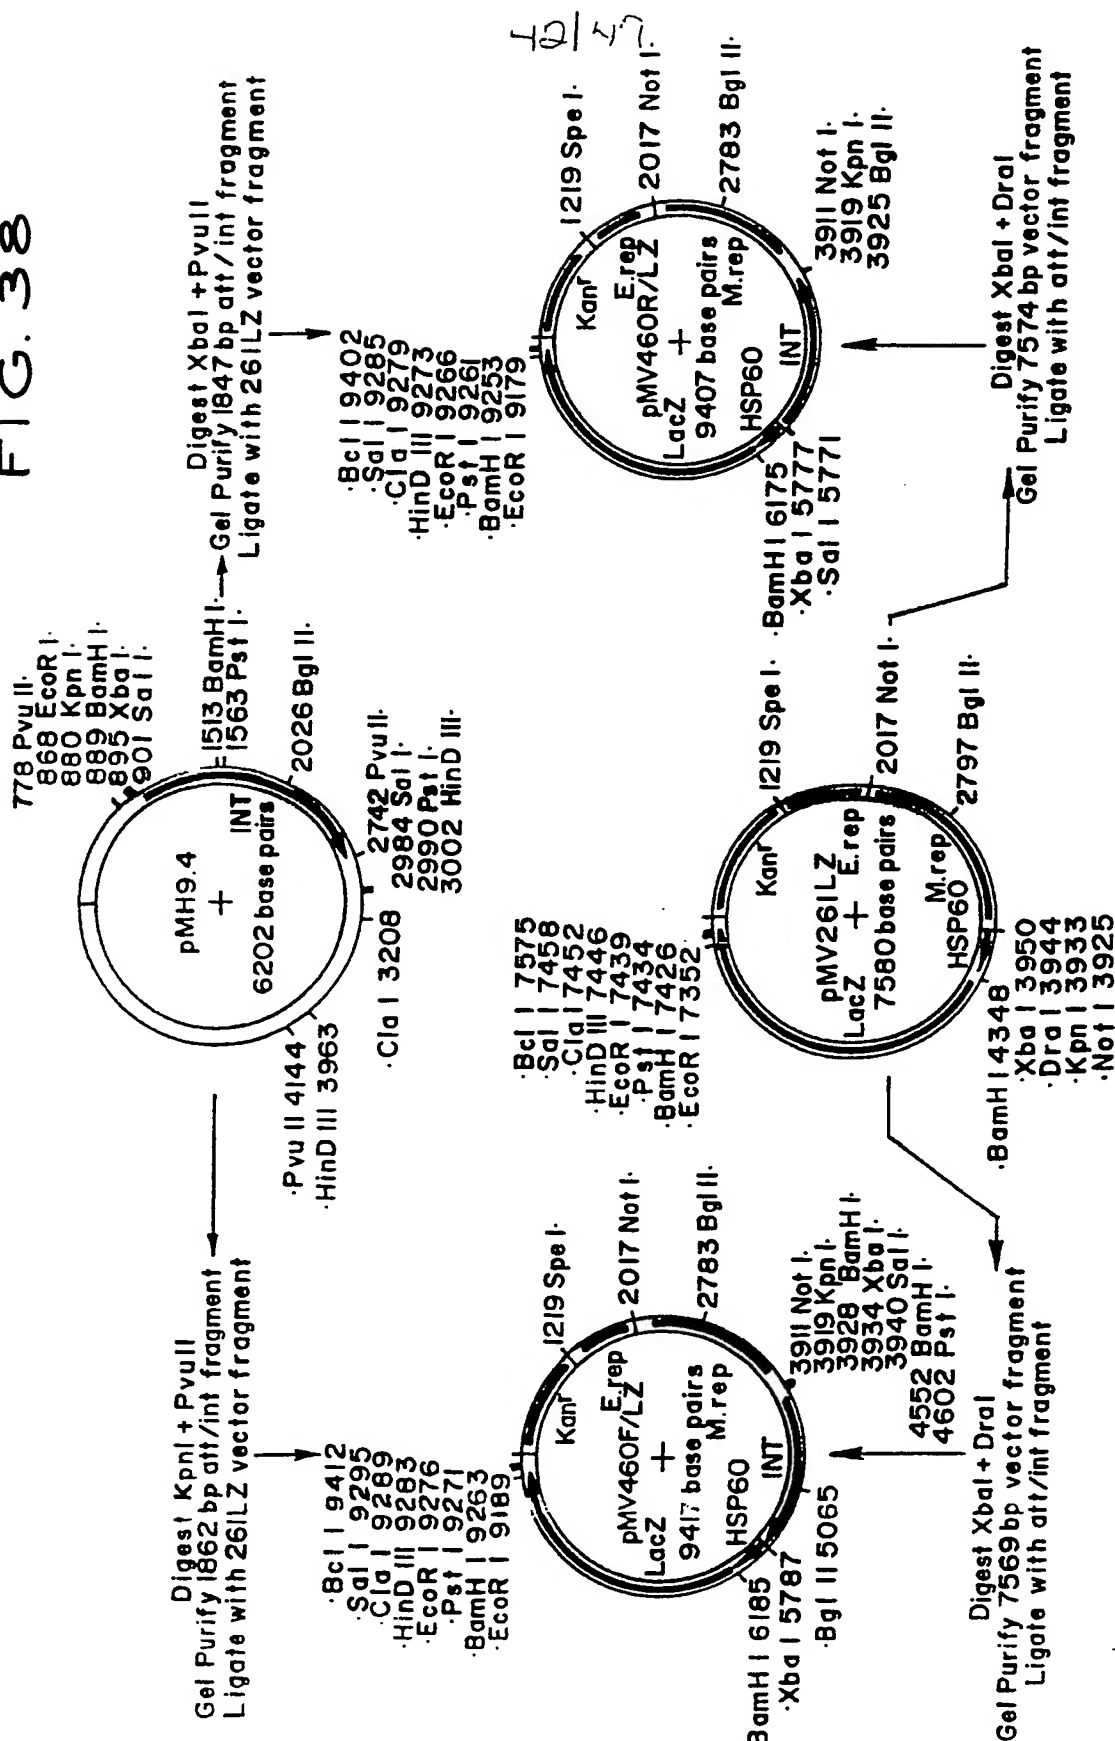 42/47
FIG. 38
778 Pvu II·
868 EcoR I·
880 Kpn I·
889 BamH I·
895 Xba I·
901 Sal I·
1513 BamH I·
1563 Pst I·
2026 Bgl II·
2742 Pvu II·
2984 Sal I·
2990 Pst I·
3002 HinD III·
·Cla I 3208
·HinD III 3963
·Pvu II 4144
pMH9.4
+
INT
6202 base pairs
Digest KpnI + PvuII
Gel Purify 1862 bp att/int fragment
Ligate with 261LZ vector fragment
Digest XbaI + PvuII
Gel Purify 1847 bp att/int fragment
Ligate with 261LZ vector fragment
·Bcl I 9412
·Sal I 9295
·Cla I 9289
·HinD III 9283
·EcoR I 9276
·Pst I 9271
·BamH I 9263
·EcoR I 9189
1219 Spe I·
2017 Not I·
2783 Bgl II·
3911 Not I·
3919 Kpn I·
3928 BamH I·
3934 Xba I·
3940 Sal I·
4552 BamH I·
4602 Pst I·
·Bgl II 5065
·Xba I 5787
BamH I 6185
Kanr
E.rep
pMV460F/LZ
LacZ
+
9417 base pairs
M.rep
HSP60
INT
·Bcl I 7575
·Sal I 7458
·Cla I 7452
·HinD III 7446
·EcoR I 7439
·Pst I 7434
·BamH I 7426
·EcoR I 7352
1219 Spe I·
2017 Not I·
2797 Bgl II·
·BamH I 4348
·Xba I 3950
·Dra I 3944
·Kpn I 3933
·Not I 3925
Kanr
pMV261LZ
LacZ + E.rep
7580 base pairs
M.rep
HSP60
·Bcl I 9402
·Sal I 9285
·Cla I 9279
·HinD III 9273
·EcoR I 9266
·Pst I 9261
·BamH I 9253
·EcoR I 9179
1219 Spe I·
2017 Not I·
2783 Bgl II·
3911 Not I·
3919 Kpn I·
3925 Bgl II·
·BamH I 6175
·Xba I 5777
·Sal I 5771
Kanr
E.rep
pMV460R/LZ
LacZ
+
9407 base pairs
M.rep
HSP60
INT
Digest XbaI + DraI
Gel Purify 7569 bp vector fragment
Ligate with att/int fragment
Digest XbaI + DraI
Gel Purify 7574 bp vector fragment
Ligate with att/int fragment